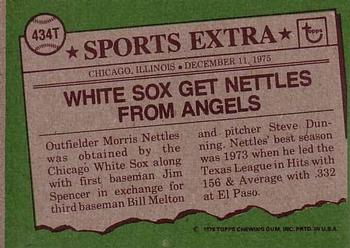 434T
★ SPORTS EXTRA ★
topps
CHICAGO, ILLINOIS • DECEMBER 11, 1975
WHITE SOX GET NETTLES
FROM ANGELS
Outfielder Morris Nettles
was obtained by the
Chicago White Sox along
with first baseman Jim
Spencer in exchange for
third baseman Bill Melton
and pitcher Steve Dun-
ning. Nettles' best season
was 1973 when he led the
Texas League in Hits with
156 & Average with .332
at El Paso.
© 1976 TOPPS CHEWING GUM, INC. PRTD. IN U.S.A.